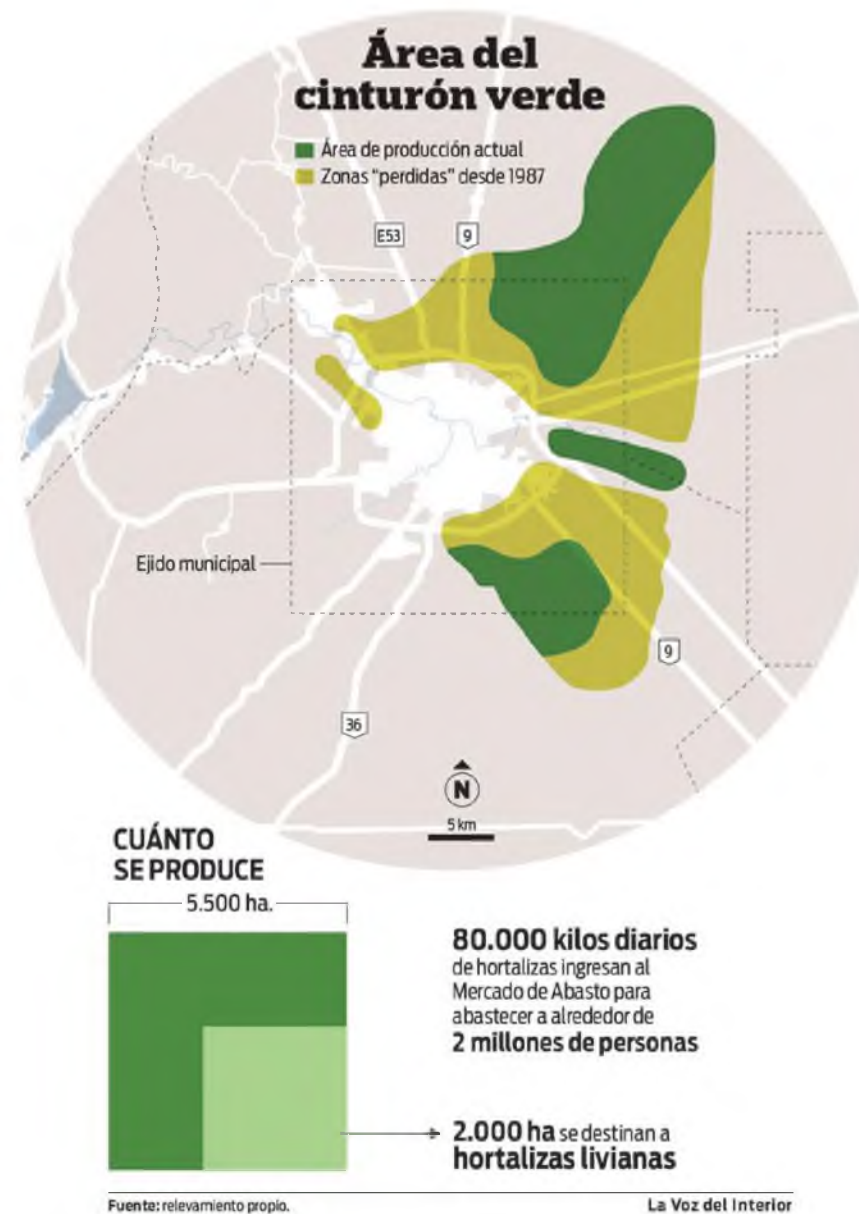 Área del
cinturón verde
Área de producción actual
Zonas "perdidas" desde 1987
E53
9
Ejido municipal
9
36
N
5 km
CUÁNTO
SE PRODUCE
5.500 ha.
80.000 kilos diarios
de hortalizas ingresan al
Mercado de Abasto para
abastecer a alrededor de
2 millones de personas
2.000 ha se destinan a
hortalizas livianas
Fuente: relevamiento propio.
La Voz del Interior